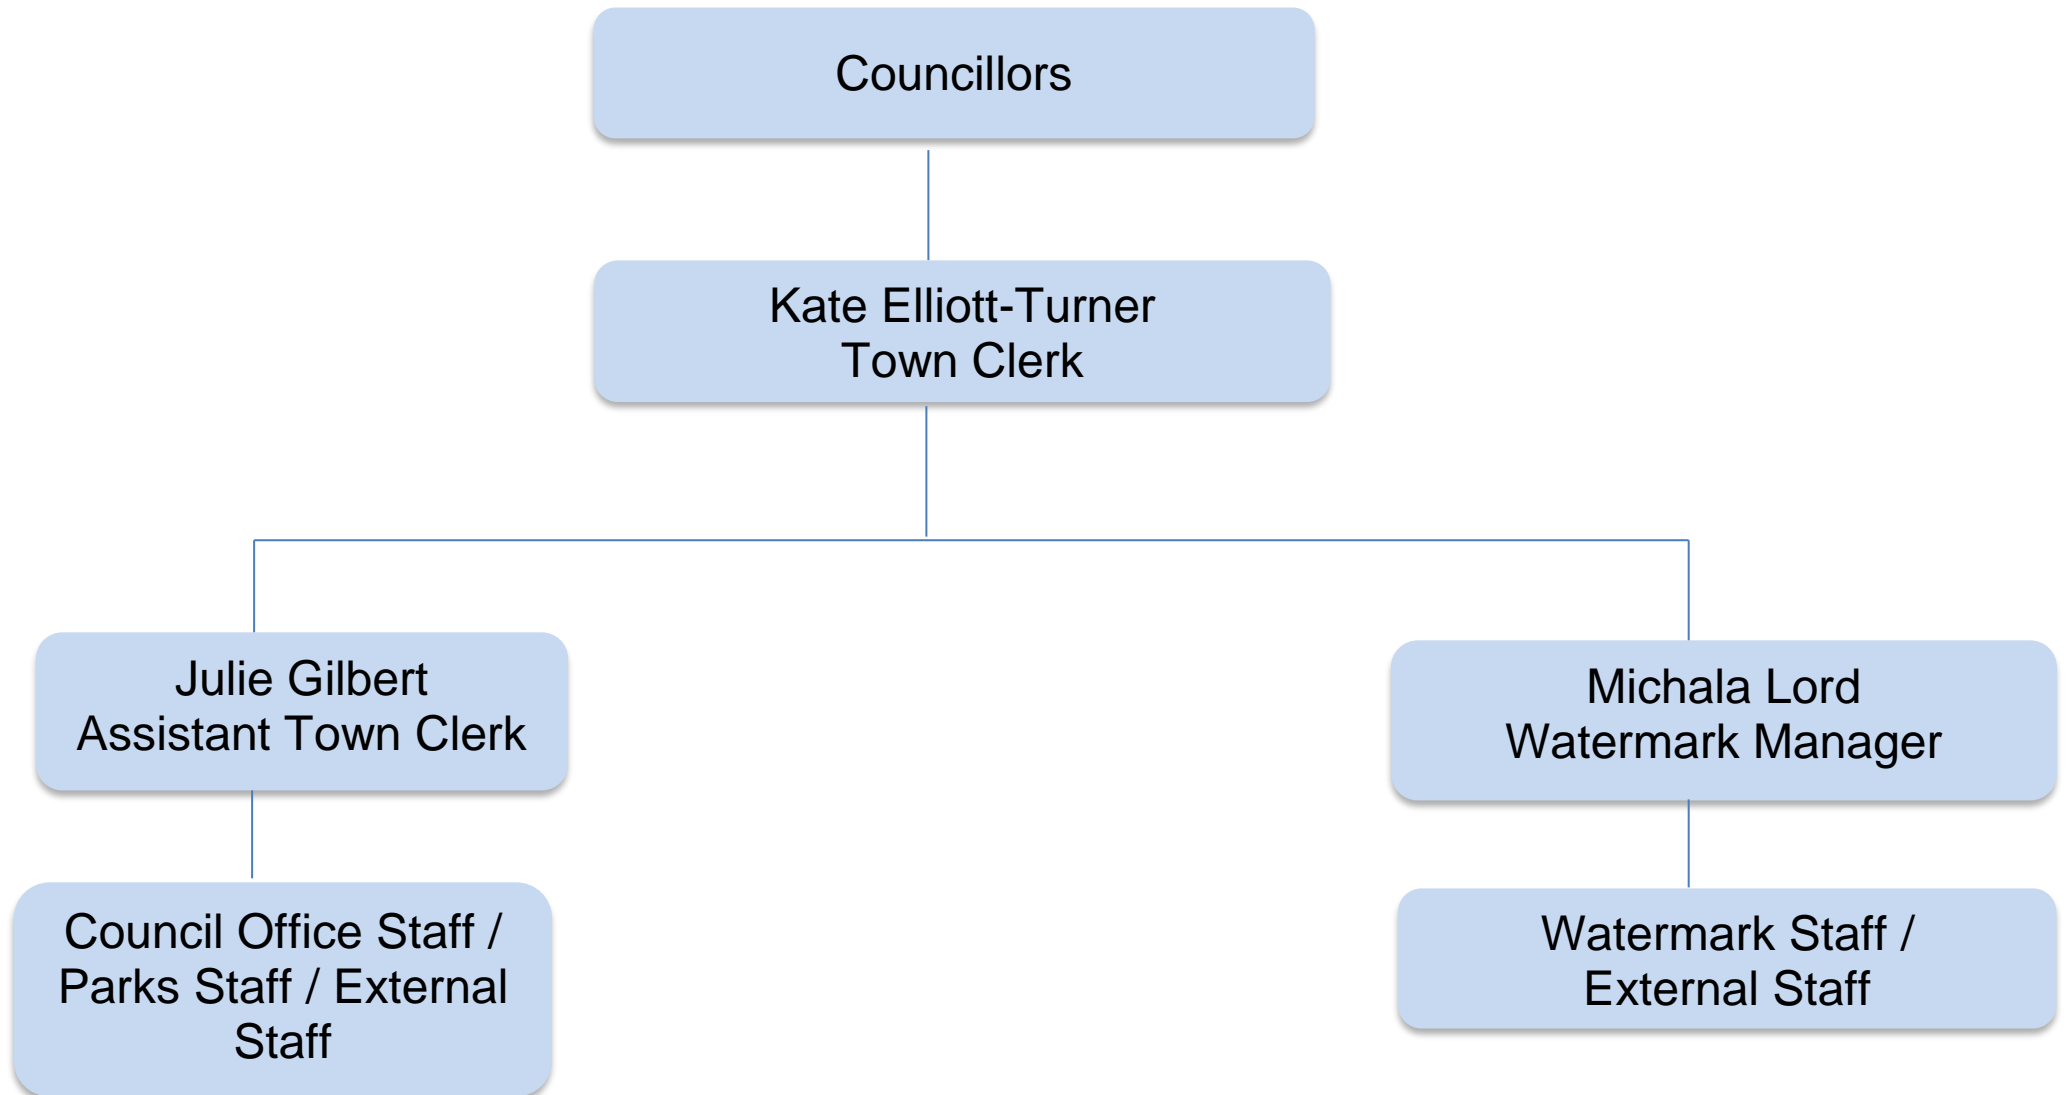 Councillors
Kate Elliott-Turner
Town Clerk
Julie Gilbert
Assistant Town Clerk
Michala Lord
Watermark Manager
Council Office Staff /
Parks Staff / External
Staff
Watermark Staff /
External Staff